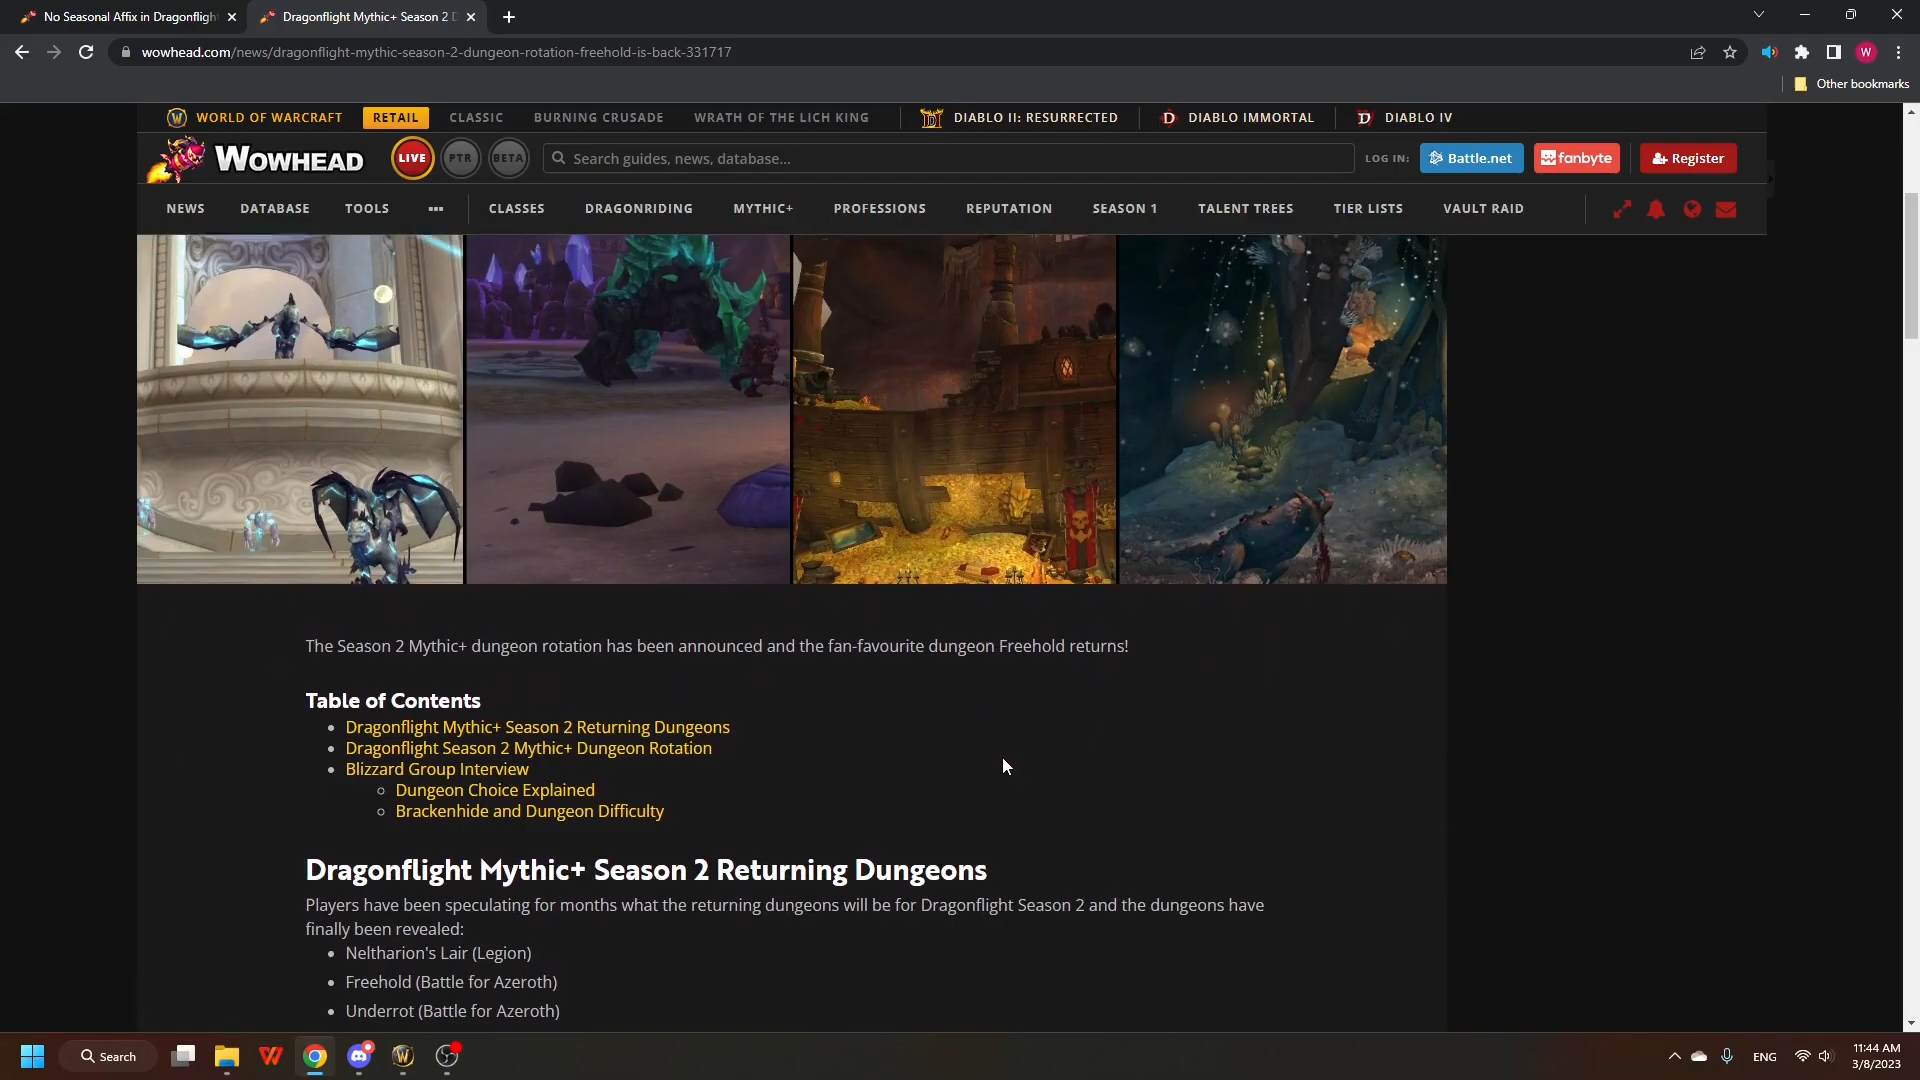 No Seasonal Affix in Dragonflight
Dragonflight Mythic+ Season 2 D
wowhead.com/news/dragonflight-mythic-season-2-dungeon-rotation-freehold-is-back-331717
W
Other bookmarks
WORLD OF WARCRAFT RETAIL CLASSIC BURNING CRUSADE WRATH OF THE LICH KING DIABLO II: RESURRECTED DIABLO IMMORTAL DIABLO IV
WOWHEAD LIVE PTR BETA Search guides, news, database... LOG IN: Battle.net fanbyte Register
NEWS DATABASE TOOLS ••• CLASSES DRAGONRIDING MYTHIC+ PROFESSIONS REPUTATION SEASON 1 TALENT TREES TIER LISTS VAULT RAID
The Season 2 Mythic+ dungeon rotation has been announced and the fan-favourite dungeon Freehold returns!
Table of Contents
• Dragonflight Mythic+ Season 2 Returning Dungeons
• Dragonflight Season 2 Mythic+ Dungeon Rotation
• Blizzard Group Interview
○ Dungeon Choice Explained
○ Brackenhide and Dungeon Difficulty
Dragonflight Mythic+ Season 2 Returning Dungeons
Players have been speculating for months what the returning dungeons will be for Dragonflight Season 2 and the dungeons have
finally been revealed:
• Neltharion's Lair (Legion)
• Freehold (Battle for Azeroth)
• Underrot (Battle for Azeroth)
Search
ENG
11:44 AM
3/8/2023